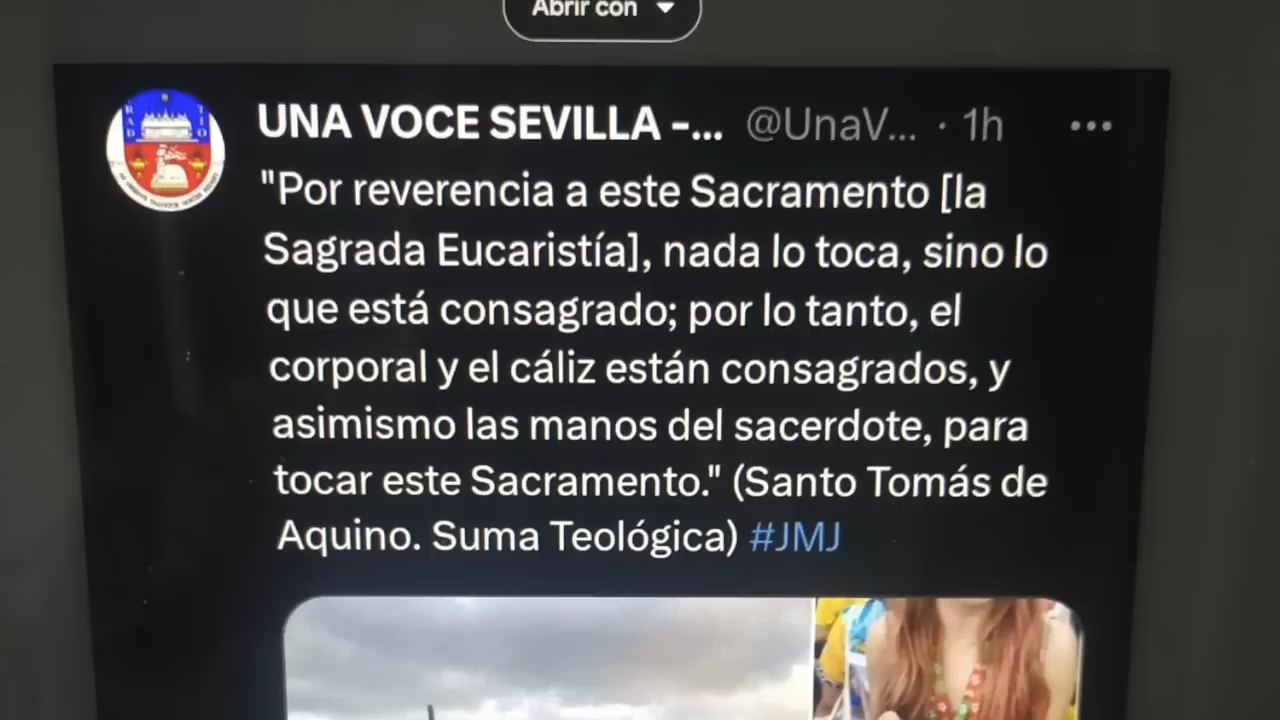 Abrir con
UNA VOCE SEVILLA -... @UnaV... · 1h
"Por reverencia a este Sacramento [la
Sagrada Eucaristía], nada lo toca, sino lo
que está consagrado; por lo tanto, el
corporal y el cáliz están consagrados, y
asimismo las manos del sacerdote, para
tocar este Sacramento." (Santo Tomás de
Aquino. Suma Teológica) #JMJ